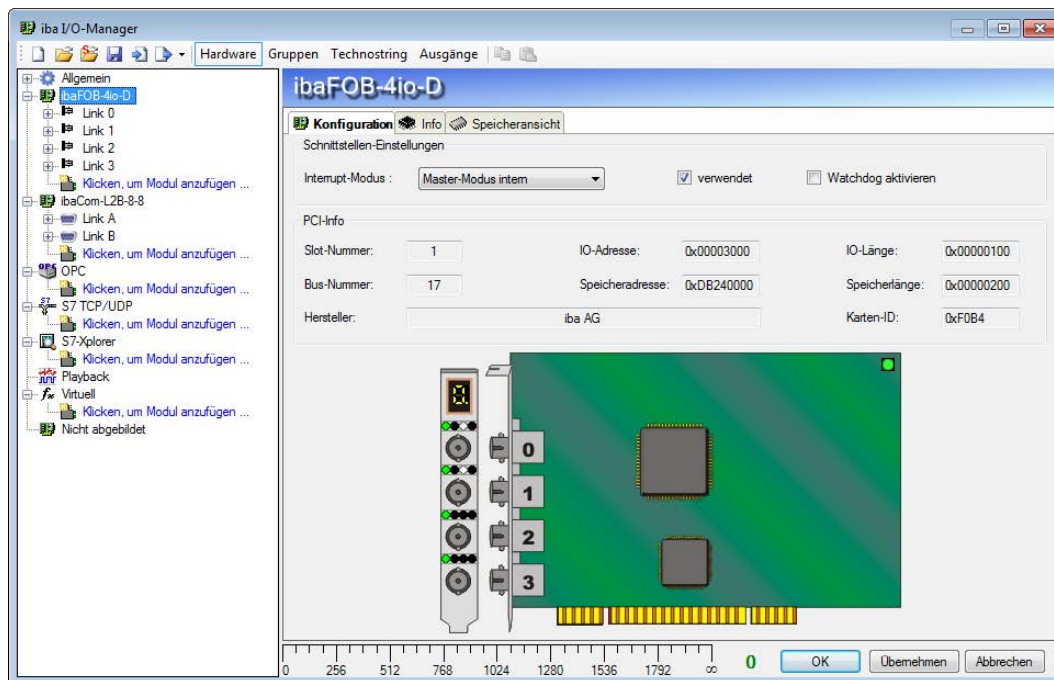 iba I/O-Manager
Hardware Gruppen Technostring Ausgänge
Allgemein
ibaFOB-4io-D
Link 0
Link 1
Link 2
Link 3
Klicken, um Modul anzufügen ...
ibaCom-L2B-8-8
Link A
Link B
Klicken, um Modul anzufügen ...
OPC
Klicken, um Modul anzufügen ...
S7 TCP/UDP
Klicken, um Modul anzufügen ...
S7-Xplorer
Klicken, um Modul anzufügen ...
Playback
Virtuell
Klicken, um Modul anzufügen ...
Nicht abgebildet
ibaFOB-4io-D
Konfiguration Info Speicheransicht
Schnittstellen-Einstellungen
Interrupt-Modus : Master-Modus intern verwendet Watchdog aktivieren
PCI-Info
Slot-Nummer: 1 IO-Adresse: 0x00003000 IO-Länge: 0x00000100
Bus-Nummer: 17 Speicheradresse: 0xDB240000 Speicherlänge: 0x00000200
Hersteller: iba AG Karten-ID: 0xF0B4
0
1
2
3
0 256 512 768 1024 1280 1536 1792 ∞ 0 OK Übernehmen Abbrechen